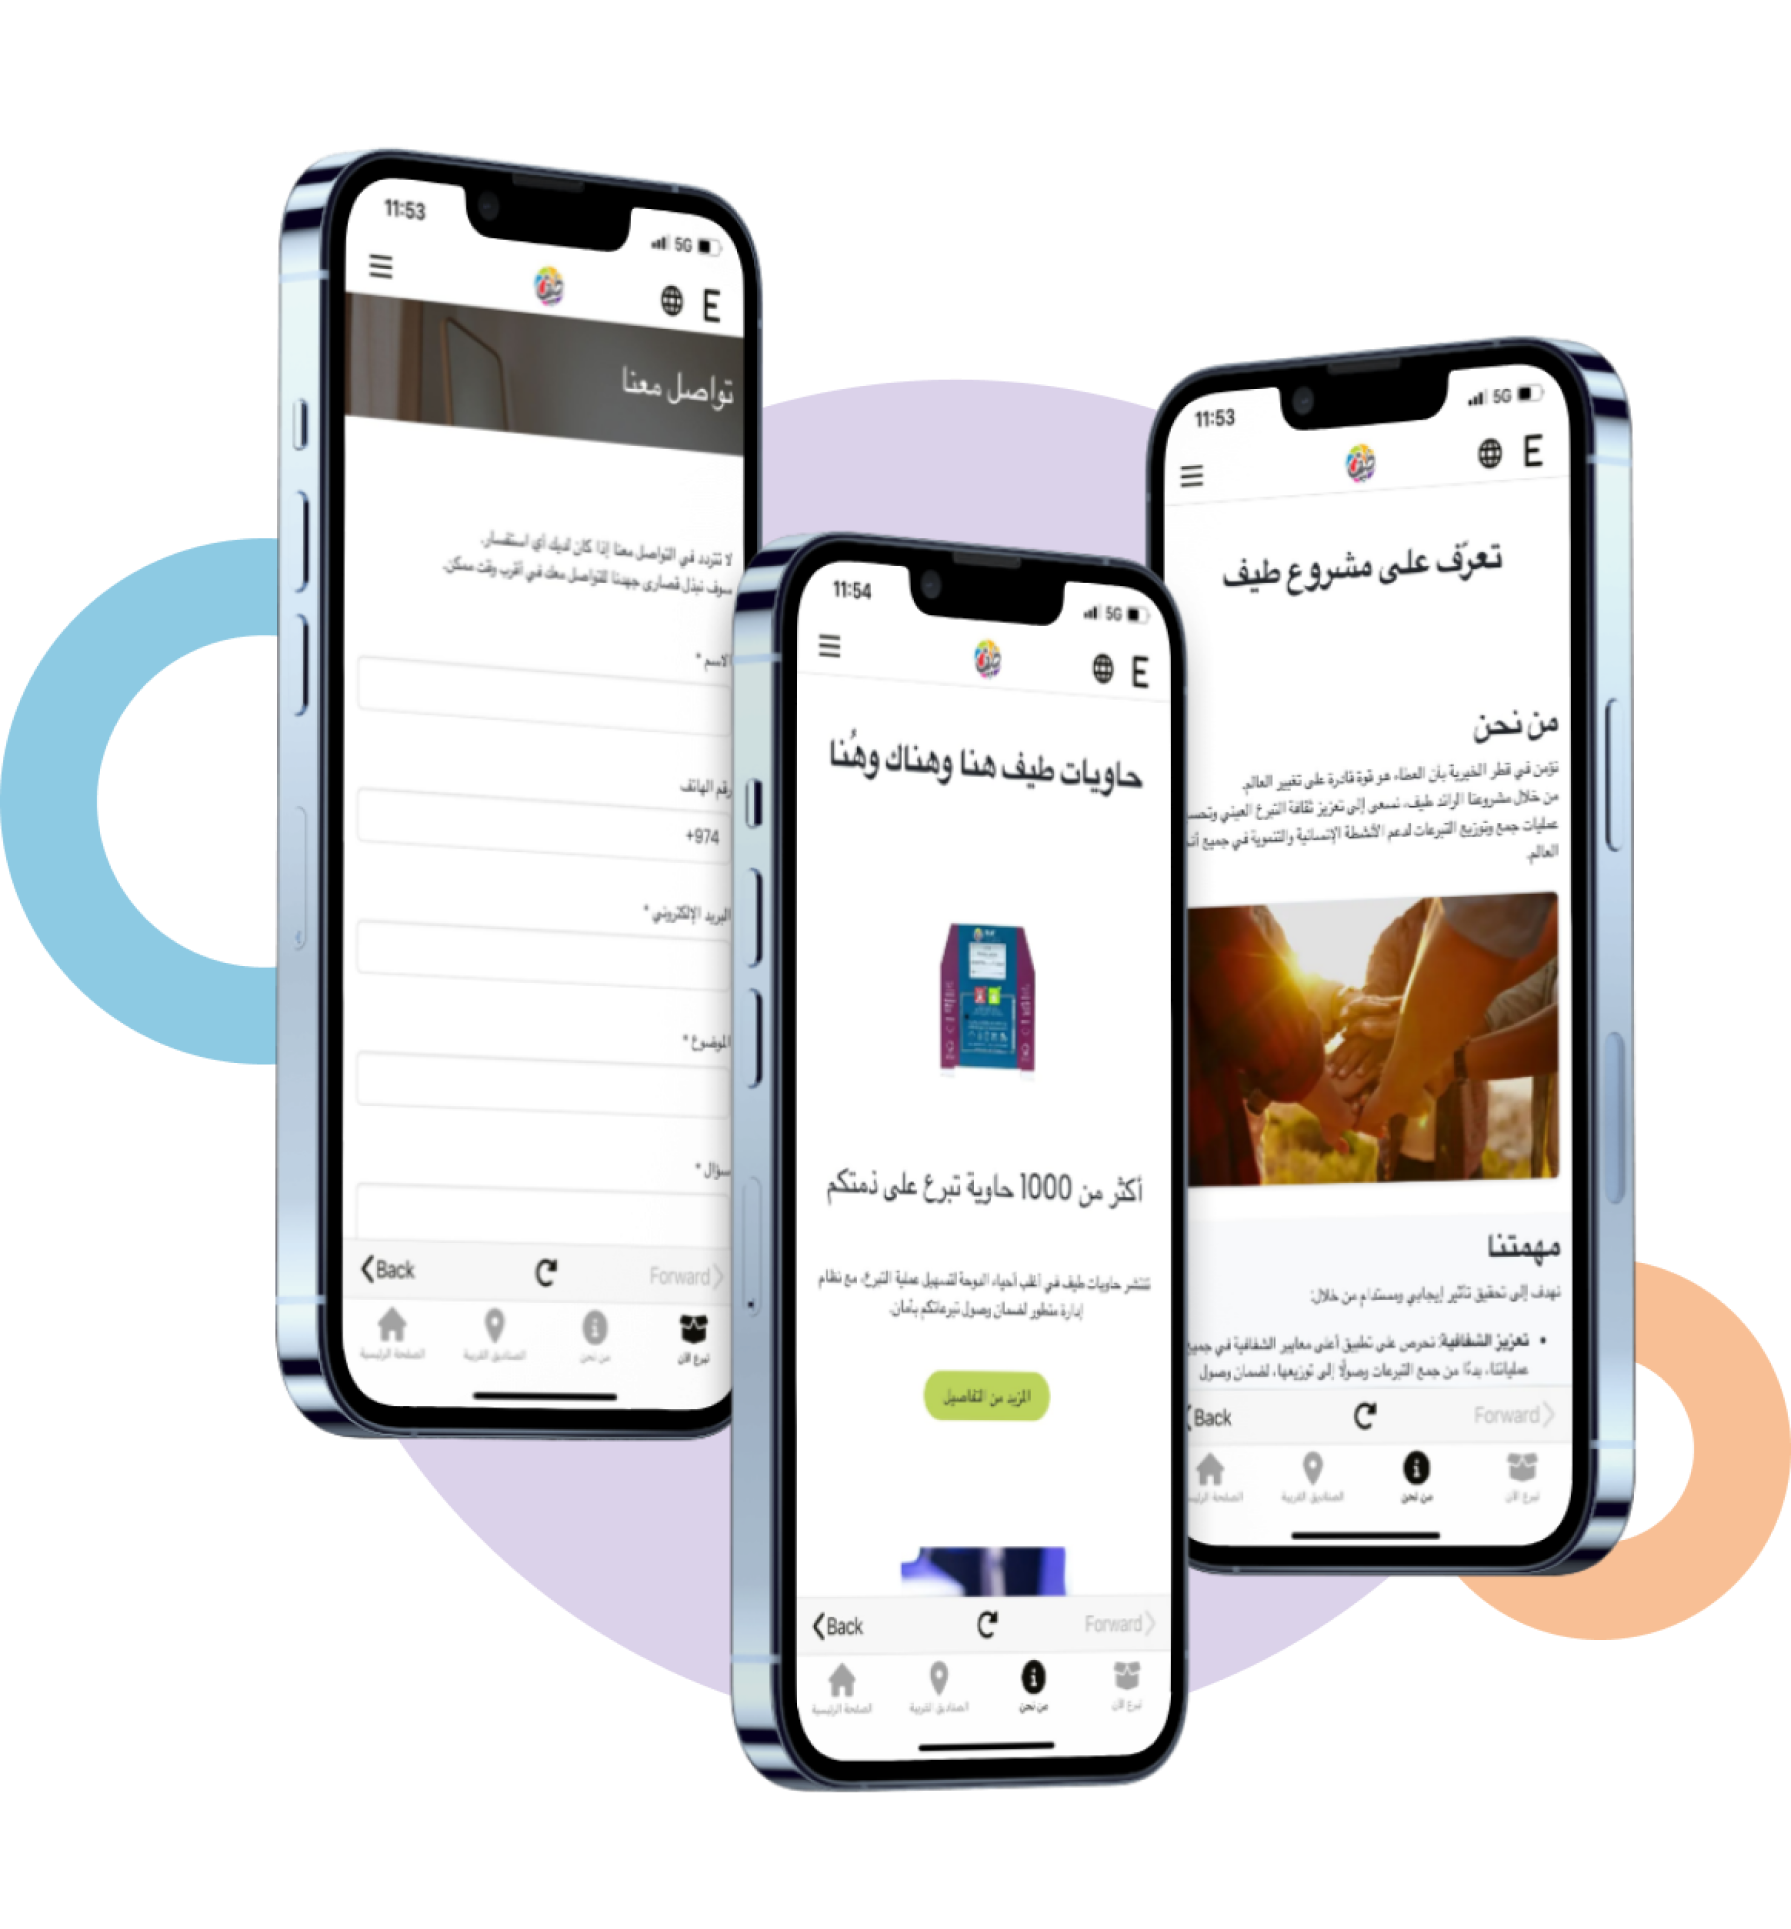 11:53
5G
E
تواصل معنا
لا تتردد في التواصل معنا إذا كان لديك أي استفسار.
سوف نبذل قصارى جهدنا للتواصل معك في أقرب وقت ممكن.
الاسم *
رقم الهاتف
+974
البريد الإلكتروني *
الموضوع *
سؤال *
Back
Forward
الصفحة الرئيسية
الصناديق القريبة
من نحن
تبرع الآن
11:54
5G
E
حاويات طيف هنا وهناك وهُنا
أكثر من 1000 حاوية تبرع على ذمتكم
تنتشر حاويات طيف في أغلب أحياء الدوحة لتسهيل عملية التبرع، مع نظام
إدارة متطور لضمان وصول تبرعاتكم بأمان.
المزيد من التفاصيل
Back
Forward
الصفحة الرئيسية
الصناديق القريبة
من نحن
تبرع الآن
11:53
5G
E
تعرّف على مشروع طيف
من نحن
نؤمن في قطر الخيرية بأن العطاء هو قوة قادرة على تغيير العالم.
من خلال مشروعنا الرائد طيف، نسعى إلى تعزيز ثقافة التبرع العيني وتحسـ
عمليات جمع وتوزيع التبرعات لدعم الأنشطة الإنسانية والتنموية في جميع أنـ
العالم.
مهمتنا
نهدف إلى تحقيق تأثير إيجابي ومستدام من خلال:
• تعزيز الشفافية: نحرص على تطبيق أعلى معايير الشفافية في جميع
عملياتنا، بدءًا من جمع التبرعات وصولًا إلى توزيعها، لضمان وصول
Back
Forward
الصفحة الرئيسـ
الصناديق القريبة
من نحن
تبرع الآن